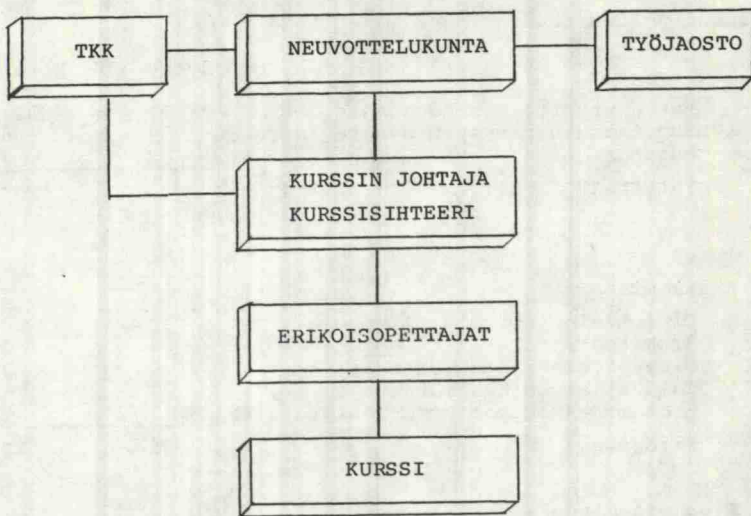 TKK
NEUVOTTELUKUNTA
TYÖJAOSTO
KURSSIN JOHTAJA
KURSSISIHTEERI
ERIKOISOPETTAJAT
KURSSI